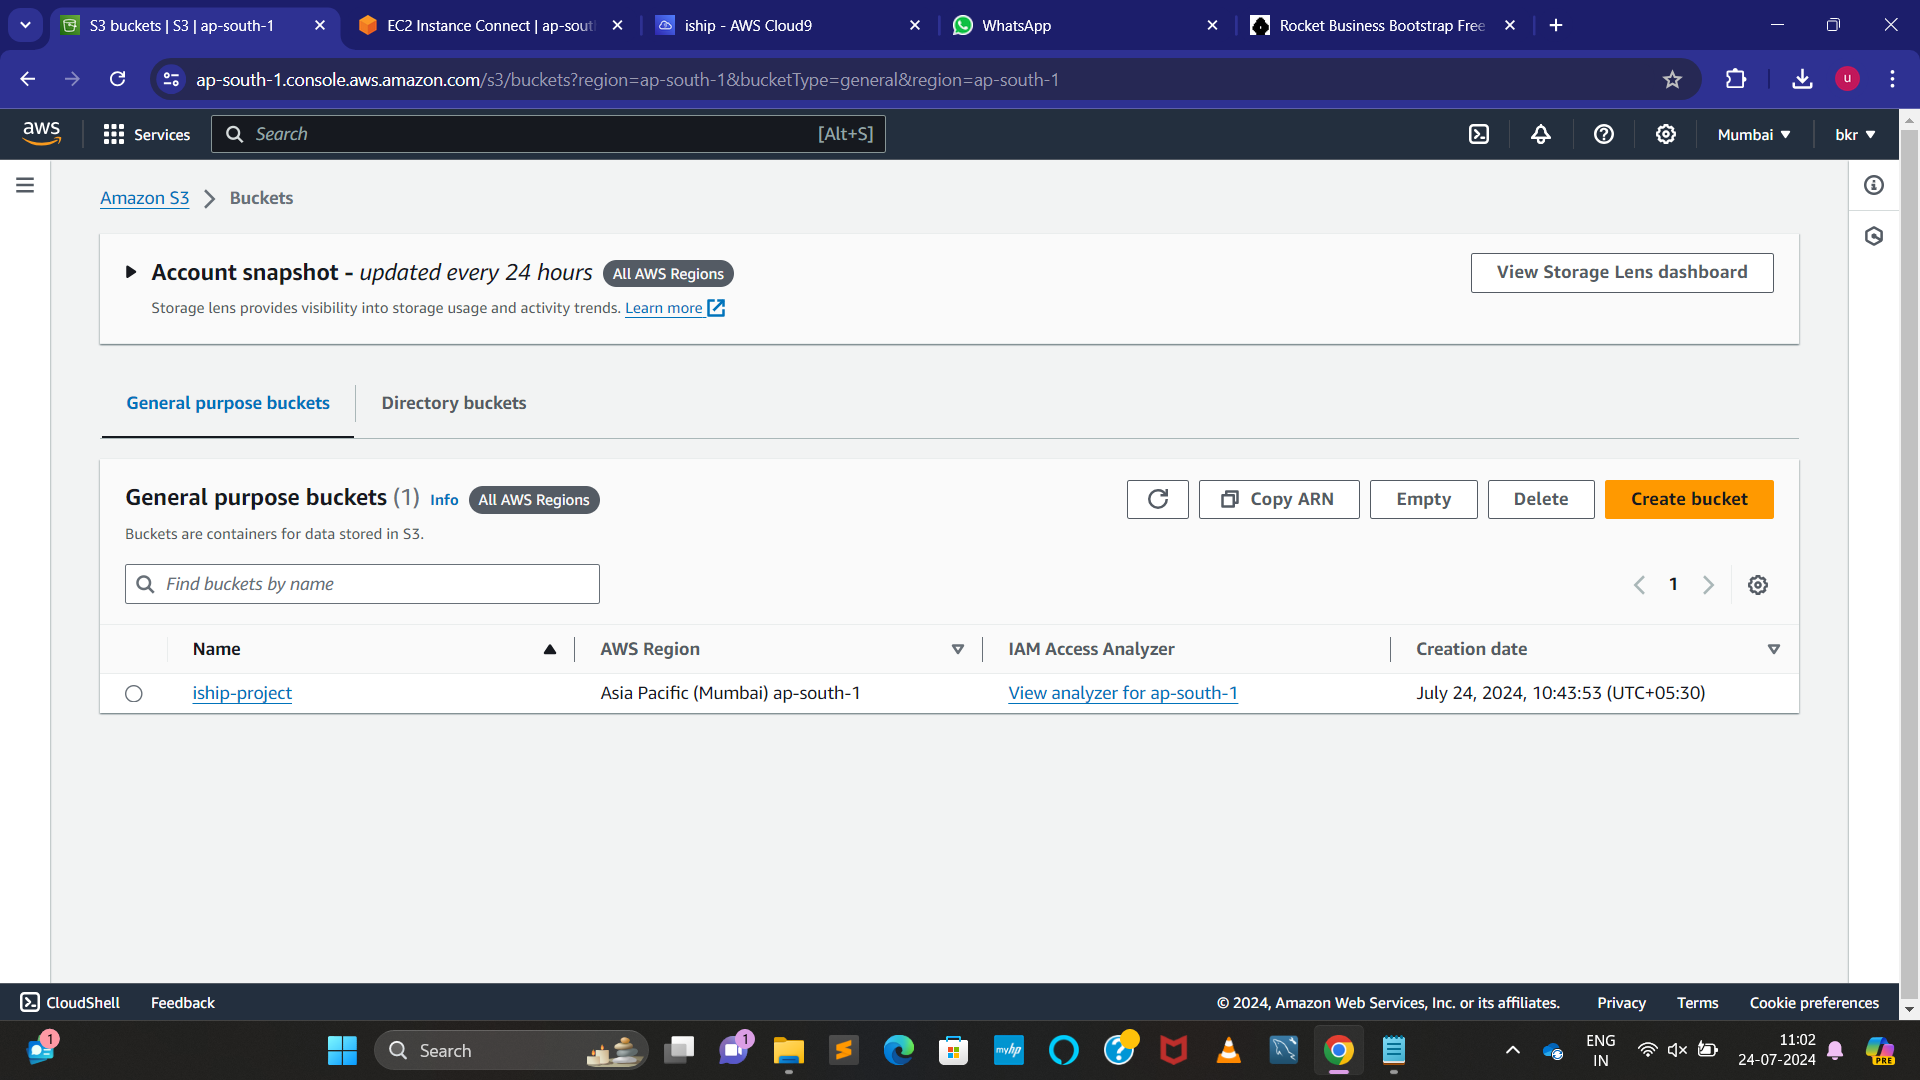 S3 buckets | S3 | ap-south-1
EC2 Instance Connect | ap-sout
iship - AWS Cloud9
WhatsApp
Rocket Business Bootstrap Free
ap-south-1.console.aws.amazon.com/s3/buckets?region=ap-south-1&bucketType=general&region=ap-south-1
u
aws
Services
Search
[Alt+S]
Mumbai
bkr
Amazon S3
Buckets
Account snapshot - updated every 24 hours
All AWS Regions
View Storage Lens dashboard
Storage lens provides visibility into storage usage and activity trends. Learn more
General purpose buckets
Directory buckets
General purpose buckets (1) Info
All AWS Regions
Copy ARN
Empty
Delete
Create bucket
Buckets are containers for data stored in S3.
Find buckets by name
1
Name
AWS Region
IAM Access Analyzer
Creation date
iship-project
Asia Pacific (Mumbai) ap-south-1
View analyzer for ap-south-1
July 24, 2024, 10:43:53 (UTC+05:30)
CloudShell
Feedback
© 2024, Amazon Web Services, Inc. or its affiliates.
Privacy
Terms
Cookie preferences
1
Search
1
myhp
ENG
IN
11:02
24-07-2024
PRE